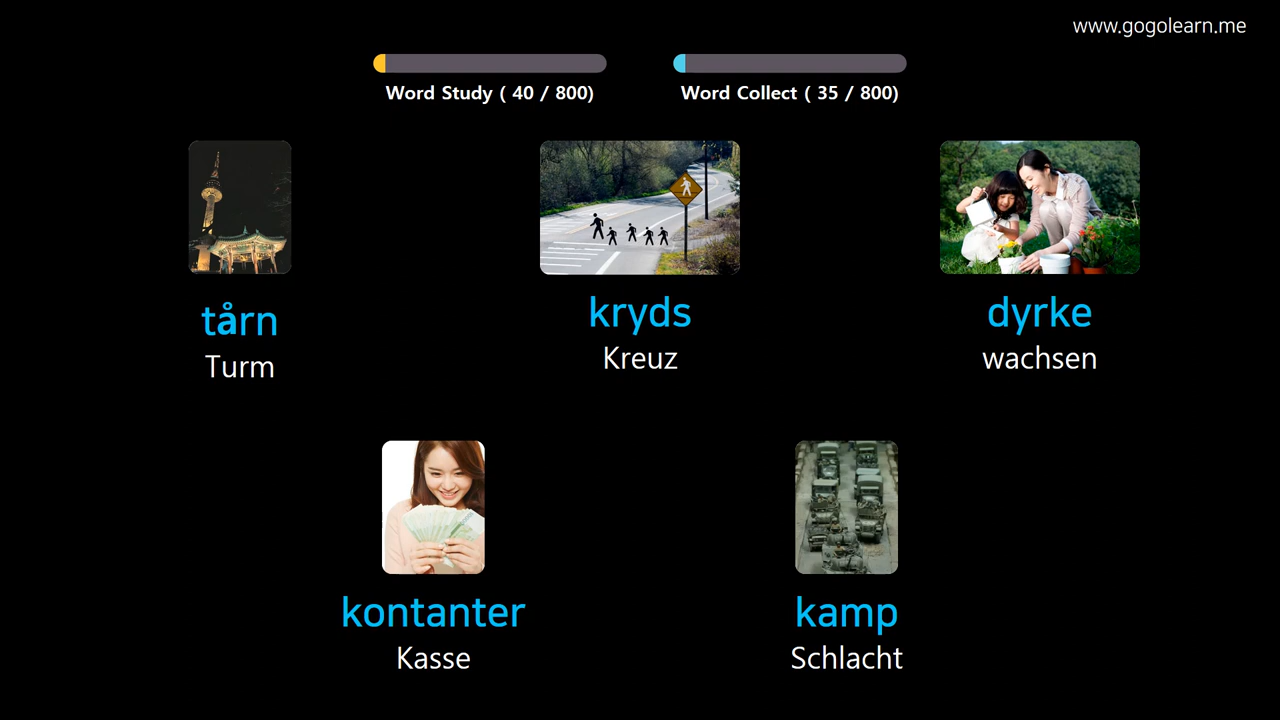 www.gogolearn.me
Word Study ( 40 / 800)
Word Collect ( 35 / 800)
tårn
Turm
kryds
Kreuz
dyrke
wachsen
kontanter
Kasse
kamp
Schlacht